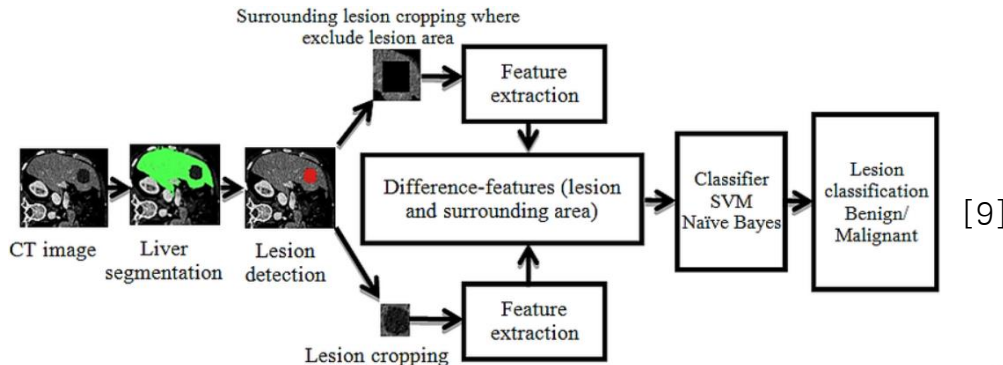 Surrounding lesion cropping where
exclude lesion area
Feature
extraction
CT image
Liver
segmentation
Lesion
detection
Difference-features (lesion
and surrounding area)
Classifier
SVM
Naïve Bayes
Lesion
classification
Benign/
Malignant
[9]
Lesion cropping
Feature
extraction